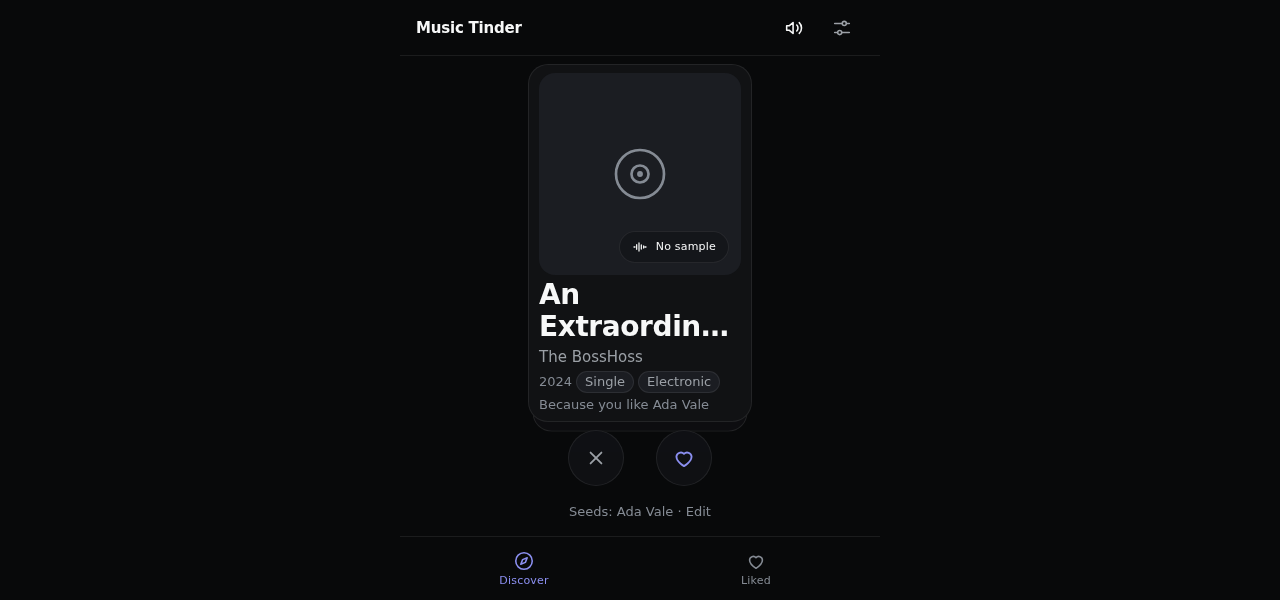 Music Tinder
No sample
An
Extraordin…
The BossHoss
2024 Single Electronic
Because you like Ada Vale
Seeds: Ada Vale · Edit
Discover
Liked